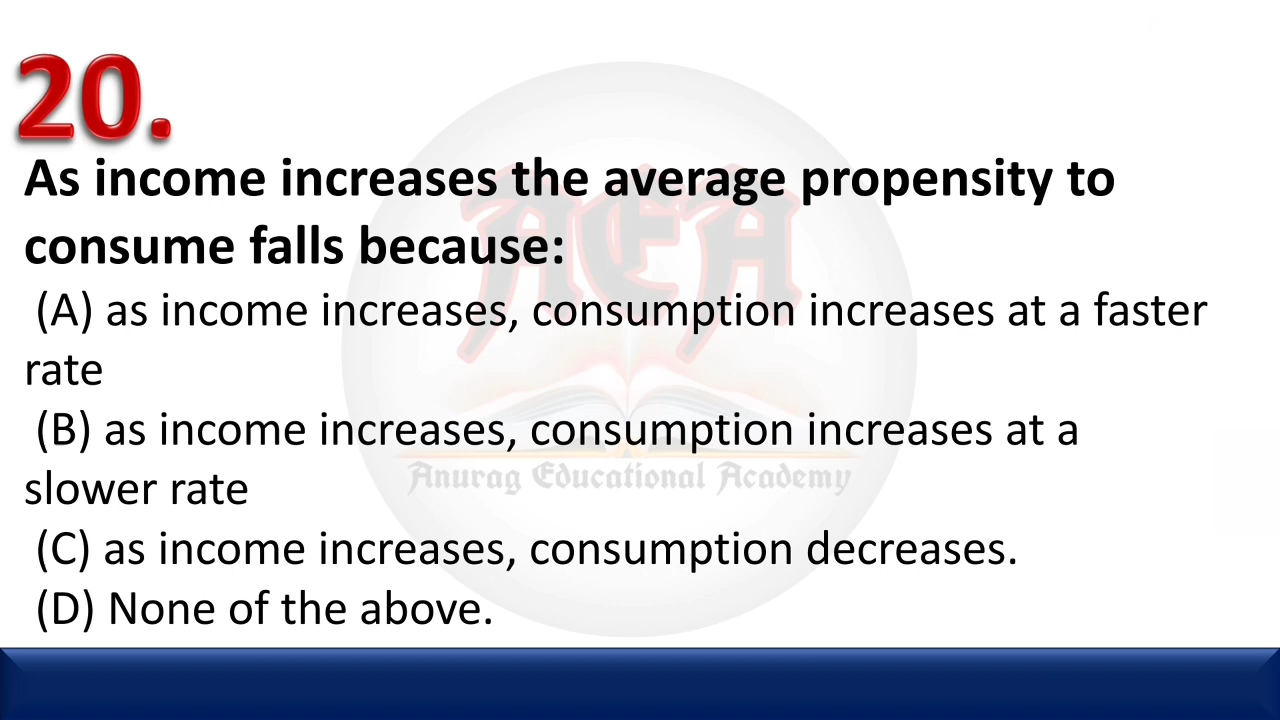 20.
As income increases the average propensity to
consume falls because:
(A) as income increases, consumption increases at a faster
rate
(B) as income increases, consumption increases at a
slower rate
(C) as income increases, consumption decreases.
(D) None of the above.
AEA
Anurag Educational Academy